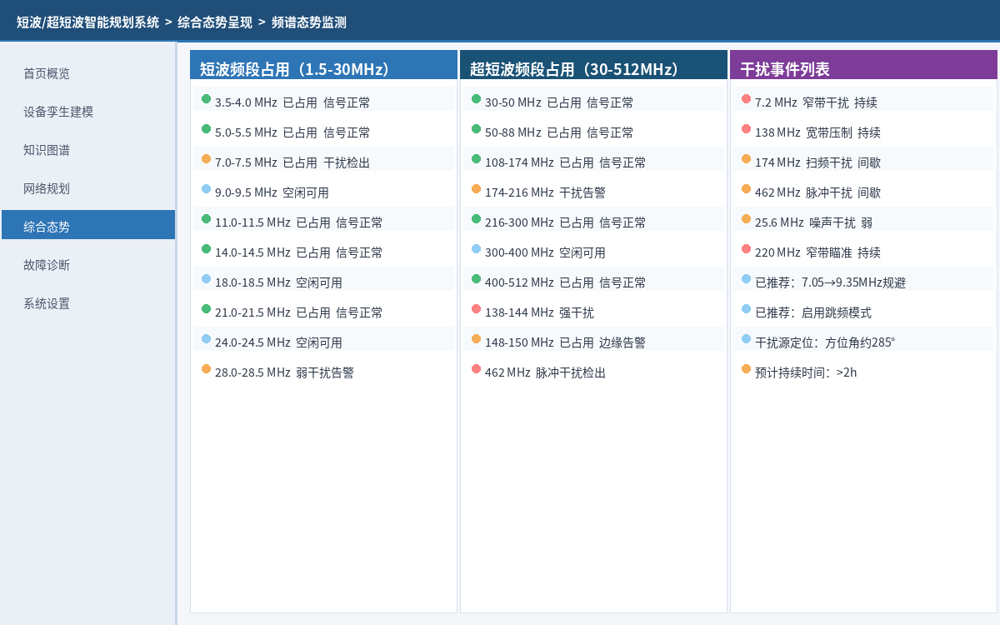 短波/超短波智能规划系统 > 综合态势呈现 > 频谱态势监测
首页概览
设备孪生建模
知识图谱
网络规划
综合态势
故障诊断
系统设置
短波频段占用（1.5-30MHz）
3.5-4.0 MHz 已占用 信号正常
5.0-5.5 MHz 已占用 信号正常
7.0-7.5 MHz 已占用 干扰检出
9.0-9.5 MHz 空闲可用
11.0-11.5 MHz 已占用 信号正常
14.0-14.5 MHz 已占用 信号正常
18.0-18.5 MHz 空闲可用
21.0-21.5 MHz 已占用 信号正常
24.0-24.5 MHz 空闲可用
28.0-28.5 MHz 弱干扰告警
超短波频段占用（30-512MHz）
30-50 MHz 已占用 信号正常
50-88 MHz 已占用 信号正常
108-174 MHz 已占用 信号正常
174-216 MHz 干扰告警
216-300 MHz 已占用 信号正常
300-400 MHz 空闲可用
400-512 MHz 已占用 信号正常
138-144 MHz 强干扰
148-150 MHz 已占用 边缘告警
462 MHz 脉冲干扰检出
干扰事件列表
7.2 MHz 窄带干扰 持续
138 MHz 宽带压制 持续
174 MHz 扫频干扰 间歇
462 MHz 脉冲干扰 间歇
25.6 MHz 噪声干扰 弱
220 MHz 窄带瞄准 持续
已推荐：7.05→9.35MHz规避
已推荐：启用跳频模式
干扰源定位：方位角约285°
预计持续时间：>2h